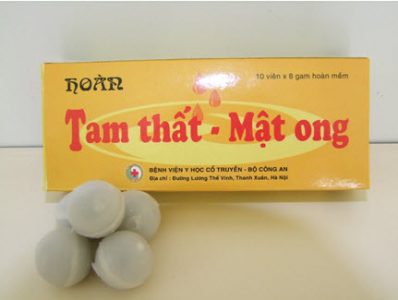 HOÀN
10 viên x 8 gam hoàn mềm
Tam thất - Mật ong
BỆNH VIỆN Y HỌC CỔ TRUYỀN - BỘ CÔNG AN
Địa chỉ : Đường Lương Thế Vinh, Thanh Xuân, Hà Nội